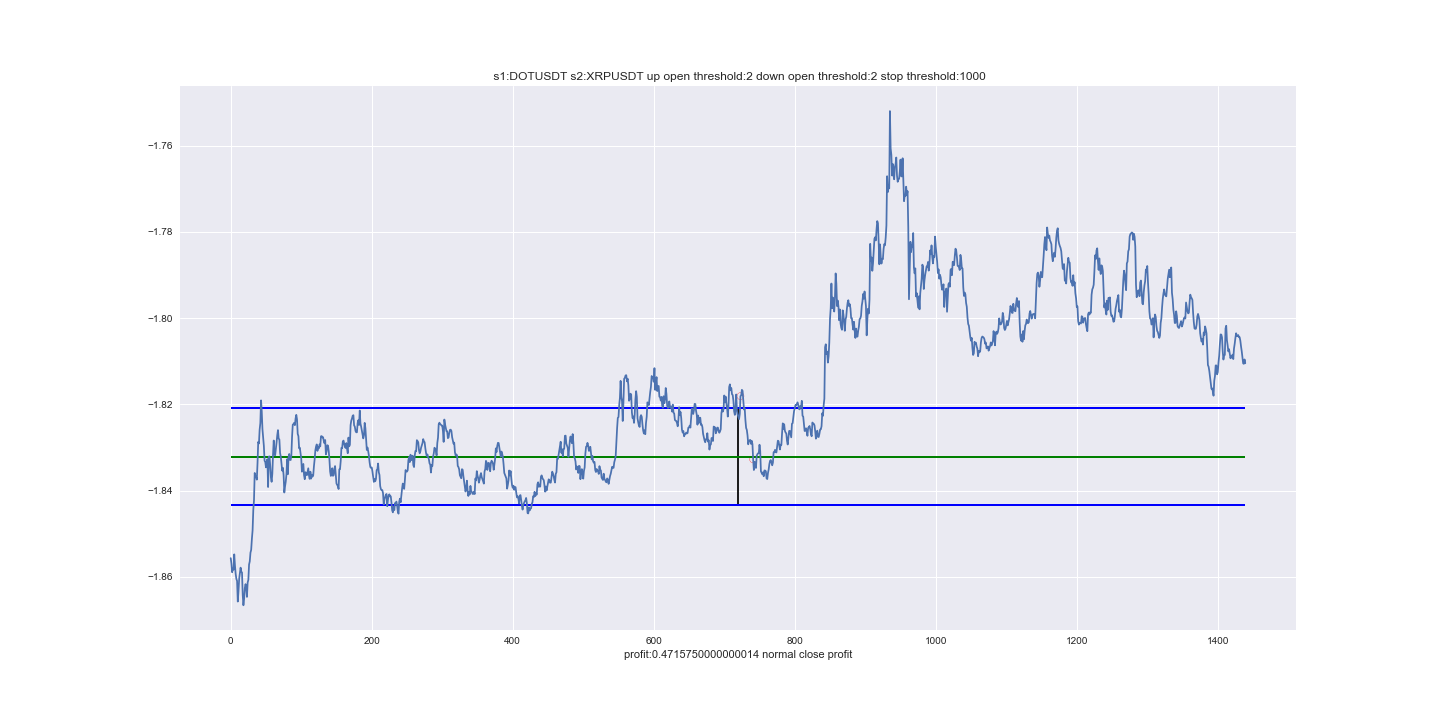 s1:DOTUSDT s2:XRPUSDT up open threshold:2 down open threshold:2 stop threshold:1000
−1.76
−1.78
−1.80
−1.82
−1.84
−1.86
0 200 400 600 800 1000 1200 1400
profit:0.4715750000000014 normal close profit